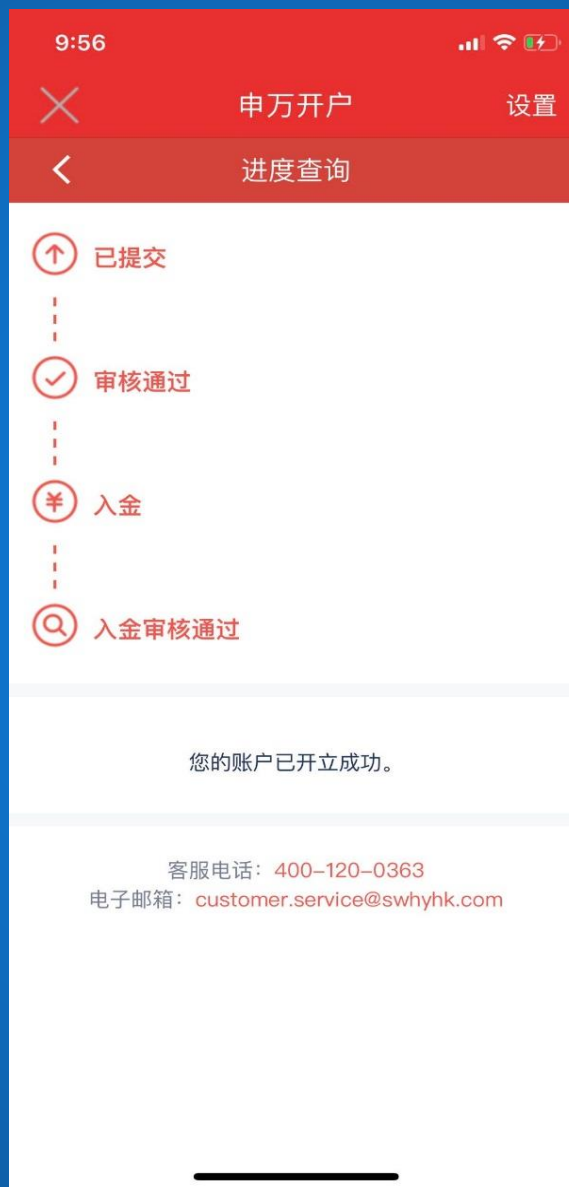 9:56
申万开户 设置
进度查询
已提交
审核通过
¥ 入金
入金审核通过
您的账户已开立成功。
客服电话：400-120-0363
电子邮箱：customer.service@swhyhk.com